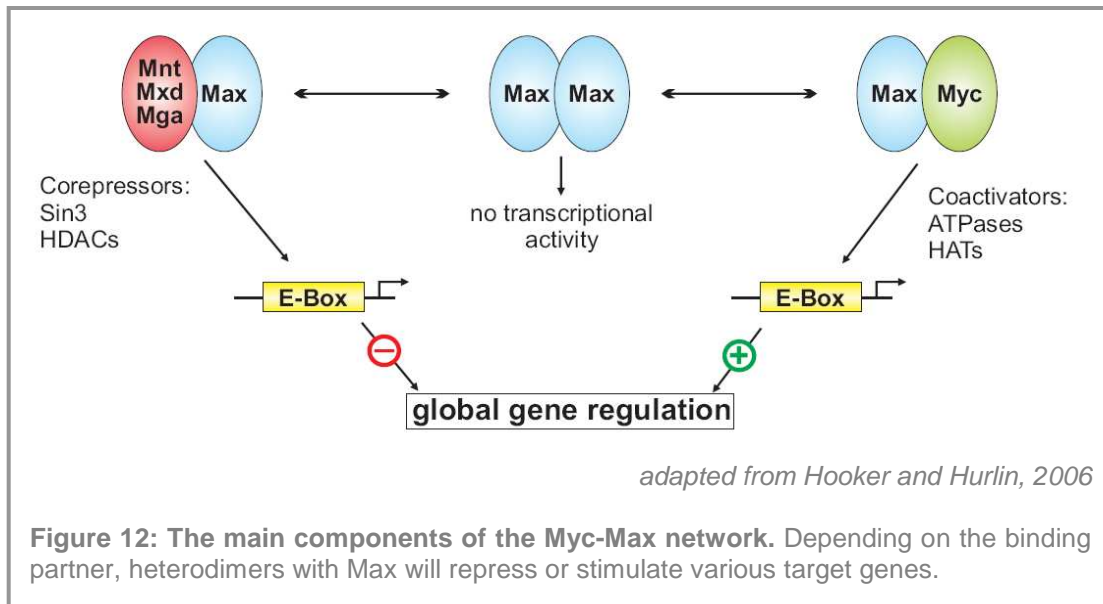 Mnt
Mxd
Mga
Max
Max
Max
Max
Myc
Corepressors:
Sin3
HDACs
no transcriptional
activity
Coactivators:
ATPases
HATs
E-Box
E-Box
−
+
global gene regulation
adapted from Hooker and Hurlin, 2006
Figure 12: The main components of the Myc-Max network. Depending on the binding
partner, heterodimers with Max will repress or stimulate various target genes.